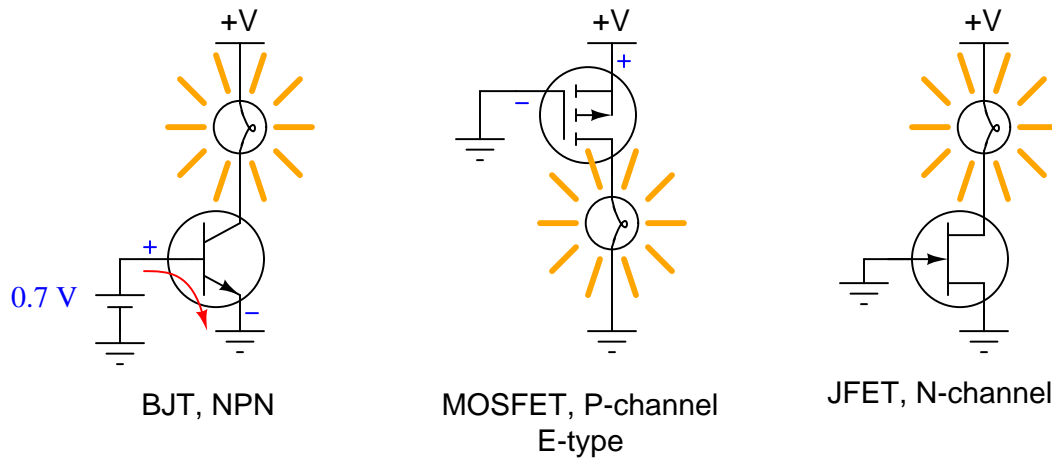 +V
+V
+V
+
−
+
0.7 V
−
BJT, NPN
MOSFET, P-channel
E-type
JFET, N-channel